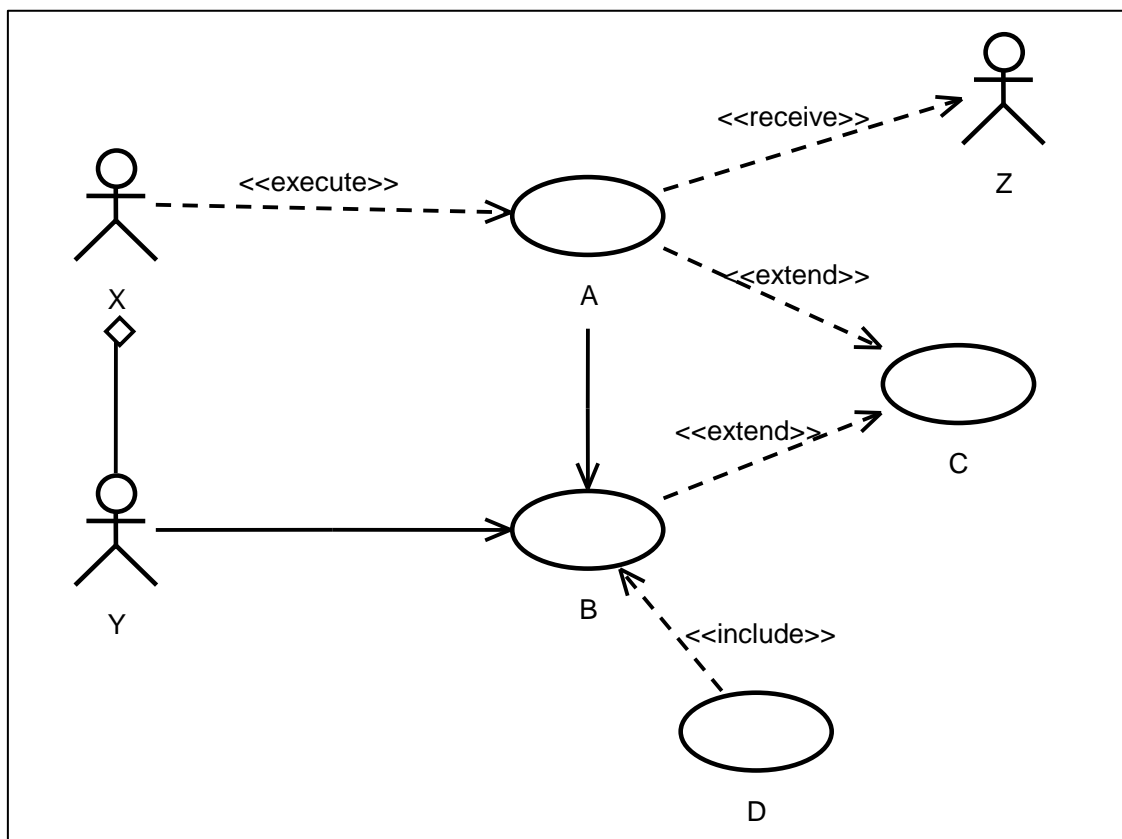 <<receive>>
Z
<<execute>>
X
A
<<extend>>
<<extend>>
C
Y
B
<<include>>
D